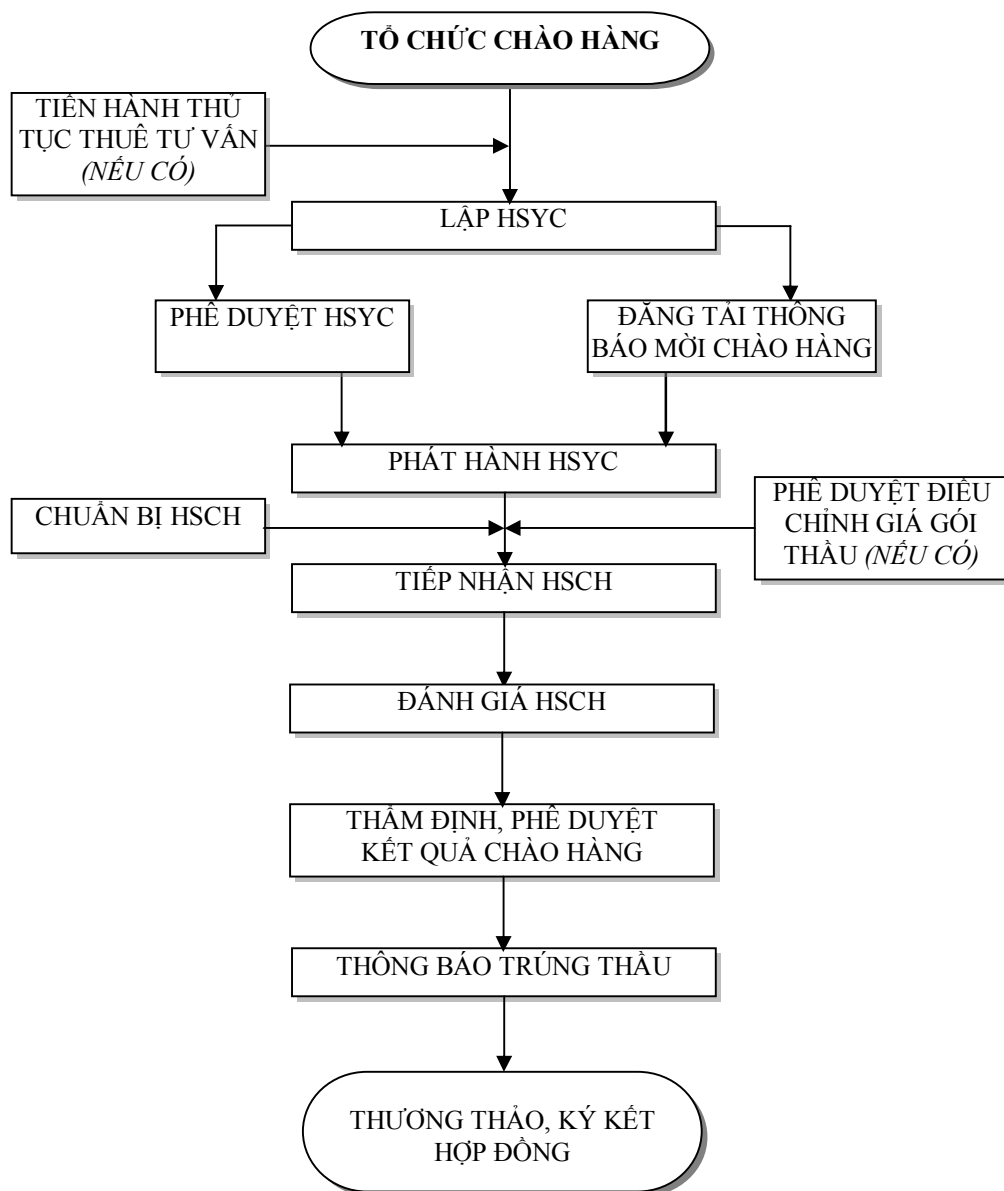 TỔ CHỨC CHÀO HÀNG
TIẾN HÀNH THỦ
TỤC THUÊ TƯ VẤN
(NẾU CÓ)
LẬP HSYC
PHÊ DUYỆT HSYC
ĐĂNG TẢI THÔNG
BÁO MỜI CHÀO HÀNG
PHÁT HÀNH HSYC
CHUẨN BỊ HSCH
PHÊ DUYỆT ĐIỀU
CHỈNH GIÁ GÓI
THẦU (NẾU CÓ)
TIẾP NHẬN HSCH
ĐÁNH GIÁ HSCH
THẨM ĐỊNH, PHÊ DUYỆT
KẾT QUẢ CHÀO HÀNG
THÔNG BÁO TRÚNG THẦU
THƯƠNG THẢO, KÝ KẾT
HỢP ĐỒNG